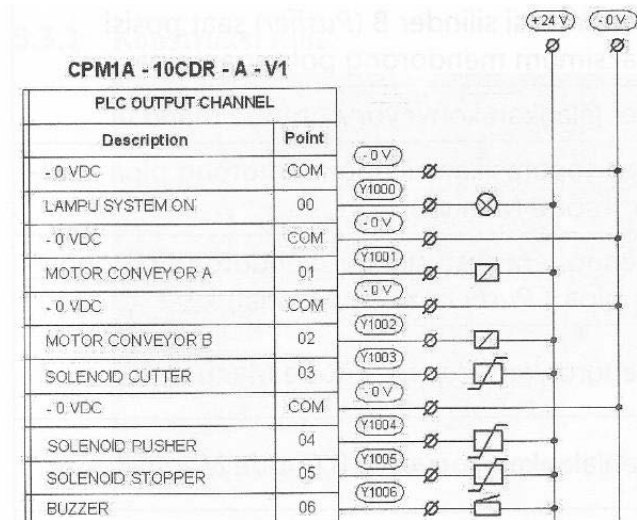 +24 V - 0 V
CPM1A - 10CDR - A - V1
PLC OUTPUT CHANNEL
Description Point
- 0 VDC COM - 0 V
LAMPU SYSTEM ON 00 Y1000
- 0 VDC COM - 0 V
MOTOR CONVEYOR A 01 Y1001
- 0 VDC COM - 0 V
MOTOR CONVEYOR B 02 Y1002
SOLENOID CUTTER 03 Y1003
- 0 VDC COM - 0 V
SOLENOID PUSHER 04 Y1004
SOLENOID STOPPER 05 Y1005
BUZZER 06 Y1006